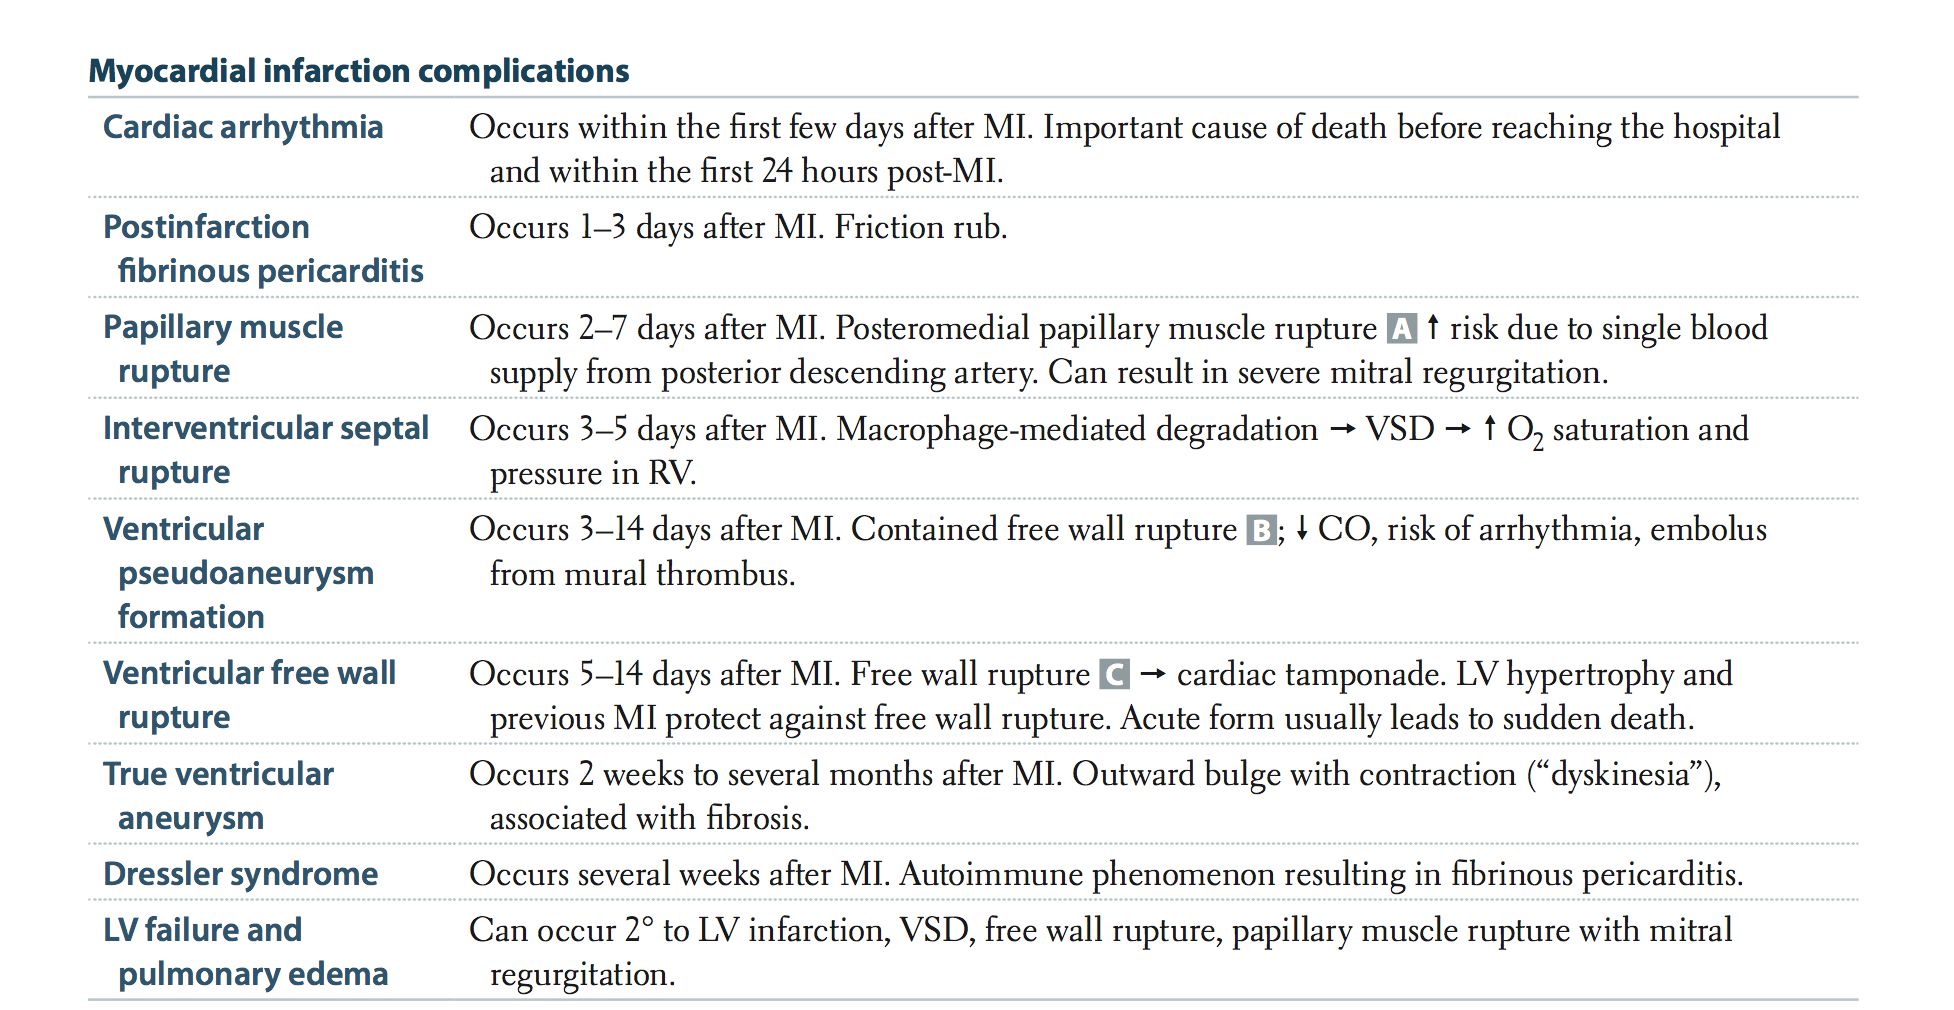 Myocardial infarction complications
Cardiac arrhythmia
Occurs within the first few days after MI. Important cause of death before reaching the hospital
and within the first 24 hours post-MI.
Postinfarction
fibrinous pericarditis
Occurs 1–3 days after MI. Friction rub.
Papillary muscle
rupture
Occurs 2–7 days after MI. Posteromedial papillary muscle rupture A ↑ risk due to single blood
supply from posterior descending artery. Can result in severe mitral regurgitation.
Interventricular septal
rupture
Occurs 3–5 days after MI. Macrophage-mediated degradation → VSD → ↑ O₂ saturation and
pressure in RV.
Ventricular
pseudoaneurysm
formation
Occurs 3–14 days after MI. Contained free wall rupture B; ↓ CO, risk of arrhythmia, embolus
from mural thrombus.
Ventricular free wall
rupture
Occurs 5–14 days after MI. Free wall rupture C → cardiac tamponade. LV hypertrophy and
previous MI protect against free wall rupture. Acute form usually leads to sudden death.
True ventricular
aneurysm
Occurs 2 weeks to several months after MI. Outward bulge with contraction (“dyskinesia”),
associated with fibrosis.
Dressler syndrome
Occurs several weeks after MI. Autoimmune phenomenon resulting in fibrinous pericarditis.
LV failure and
pulmonary edema
Can occur 2° to LV infarction, VSD, free wall rupture, papillary muscle rupture with mitral
regurgitation.